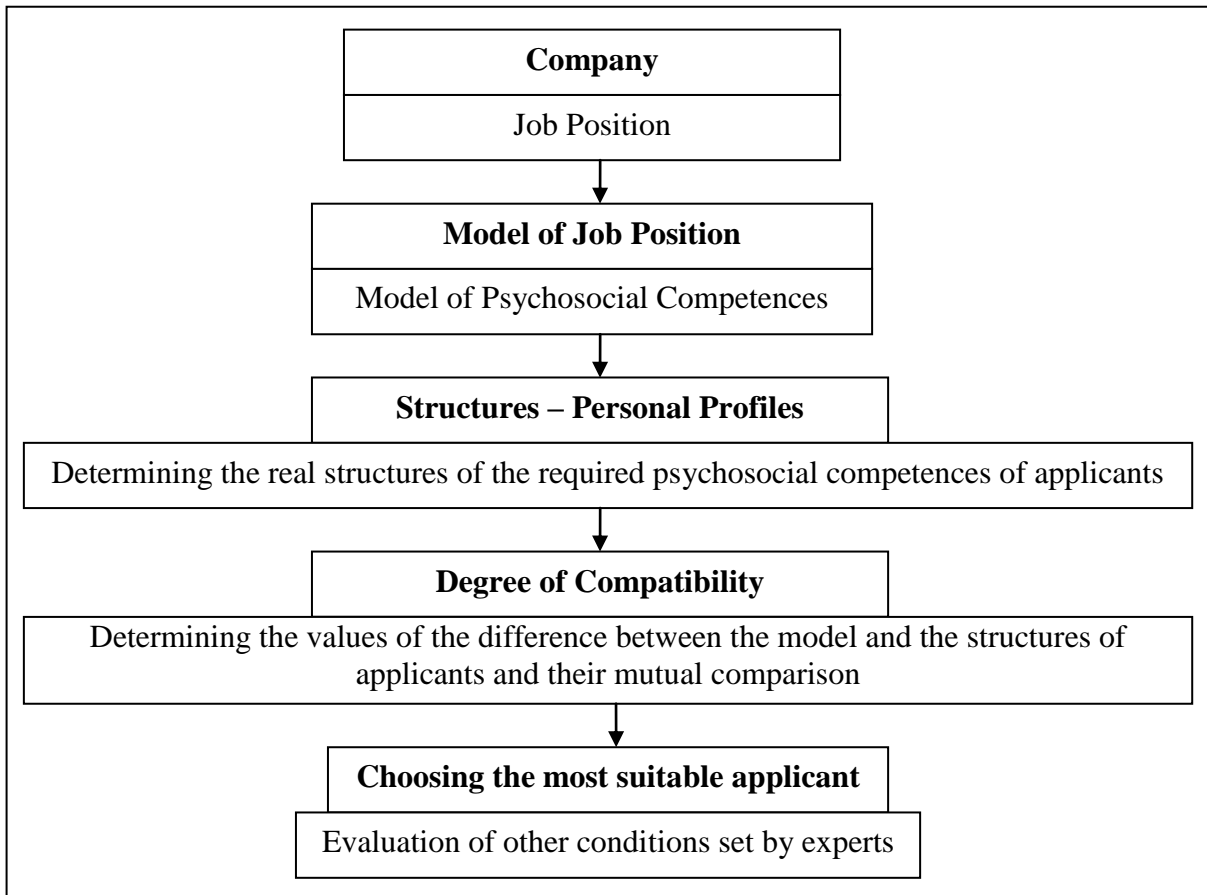 Company
Job Position
Model of Job Position
Model of Psychosocial Competences
Structures – Personal Profiles
Determining the real structures of the required psychosocial competences of applicants
Degree of Compatibility
Determining the values of the difference between the model and the structures of
applicants and their mutual comparison
Choosing the most suitable applicant
Evaluation of other conditions set by experts